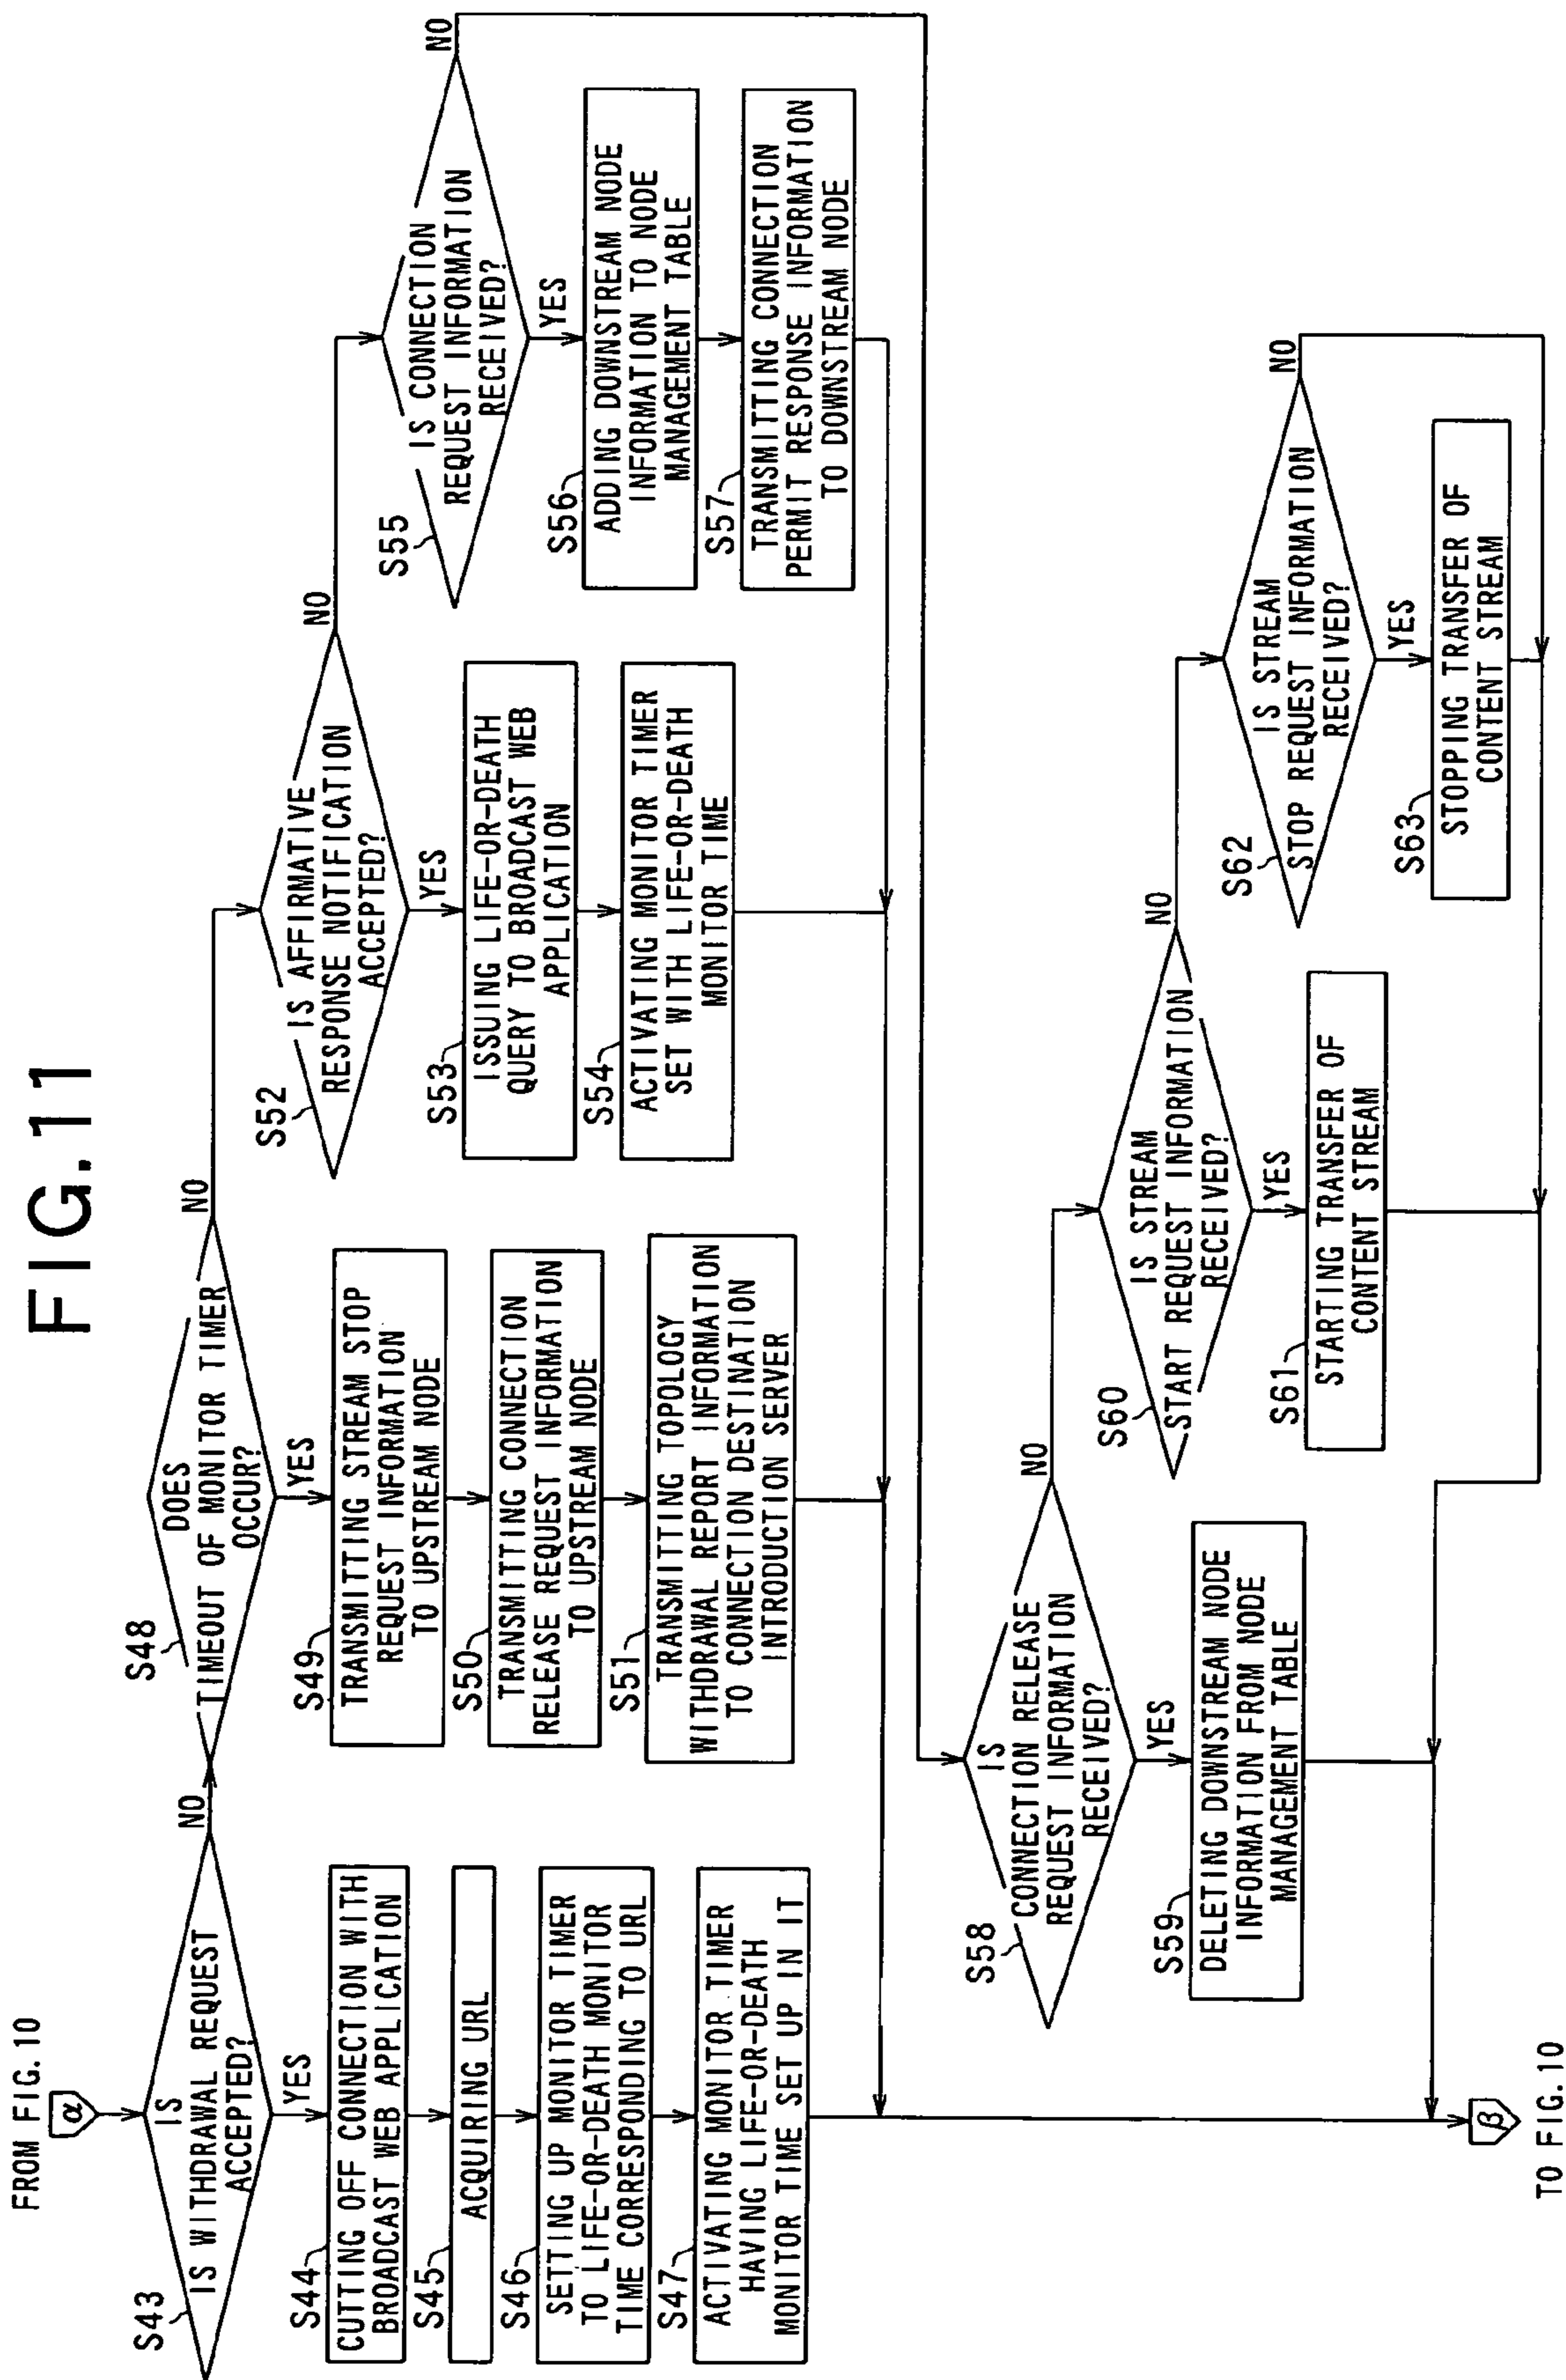 FIG.11
FROM FIG.10
α
S43
IS
WITHDRAWAL REQUEST
ACCEPTED?
NO
YES
S44
CUTTING OFF CONNECTION WITH
BROADCAST WEB APPLICATION
S45
ACQUIRING URL
S46
SETTING UP MONITOR TIMER
TO LIFE-OR-DEATH MONITOR
TIME CORRESPONDING TO URL
S47
ACTIVATING MONITOR TIMER
HAVING LIFE-OR-DEATH
MONITOR TIME SET UP IN IT
S48
DOES
TIMEOUT OF MONITOR TIMER
OCCUR?
NO
YES
S49
TRANSMITTING STREAM STOP
REQUEST INFORMATION
TO UPSTREAM NODE
S50
TRANSMITTING CONNECTION
RELEASE REQUEST INFORMATION
TO UPSTREAM NODE
S51
TRANSMITTING TOPOLOGY
WITHDRAWAL REPORT INFORMATION
TO CONNECTION DESTINATION
INTRODUCTION SERVER
S52
IS AFFIRMATIVE
RESPONSE NOTIFICATION
ACCEPTED?
NO
YES
S53
ISSUING LIFE-OR-DEATH
QUERY TO BROADCAST WEB
APPLICATION
S54
ACTIVATING MONITOR TIMER
SET WITH LIFE-OR-DEATH
MONITOR TIME
S55
IS CONNECTION
REQUEST INFORMATION
RECEIVED?
NO
YES
S56
ADDING DOWNSTREAM NODE
INFORMATION TO NODE
MANAGEMENT TABLE
S57
TRANSMITTING CONNECTION
PERMIT RESPONSE INFORMATION
TO DOWNSTREAM NODE
S58
IS
CONNECTION RELEASE
REQUEST INFORMATION
RECEIVED?
NO
YES
S59
DELETING DOWNSTREAM NODE
INFORMATION FROM NODE
MANAGEMENT TABLE
S60
IS STREAM
START REQUEST INFORMATION
RECEIVED?
NO
YES
S61
STARTING TRANSFER OF
CONTENT STREAM
S62
IS STREAM
STOP REQUEST INFORMATION
RECEIVED?
NO
YES
S63
STOPPING TRANSFER OF
CONTENT STREAM
β
TO FIG.10